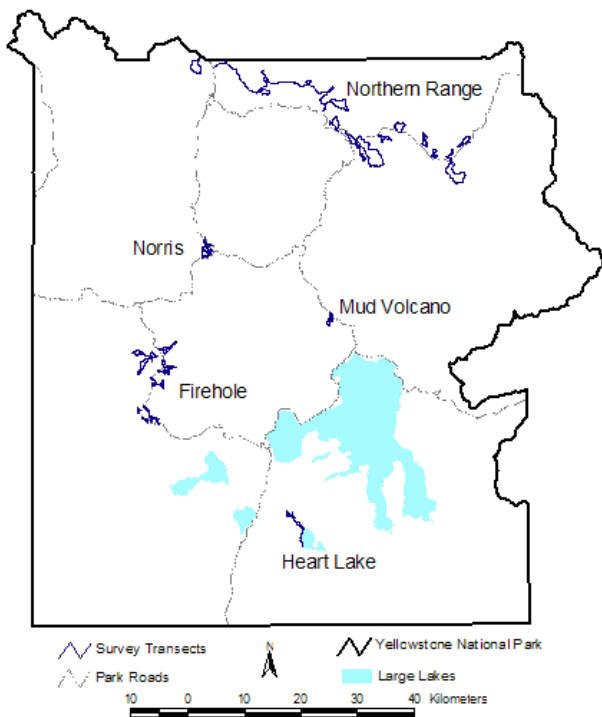 Northern Range
Norris
Mud Volcano
Firehole
Heart Lake
Survey Transects
N
Yellowstone National Park
Park Roads
Large Lakes
10 0 10 20 30 40 Kilometers